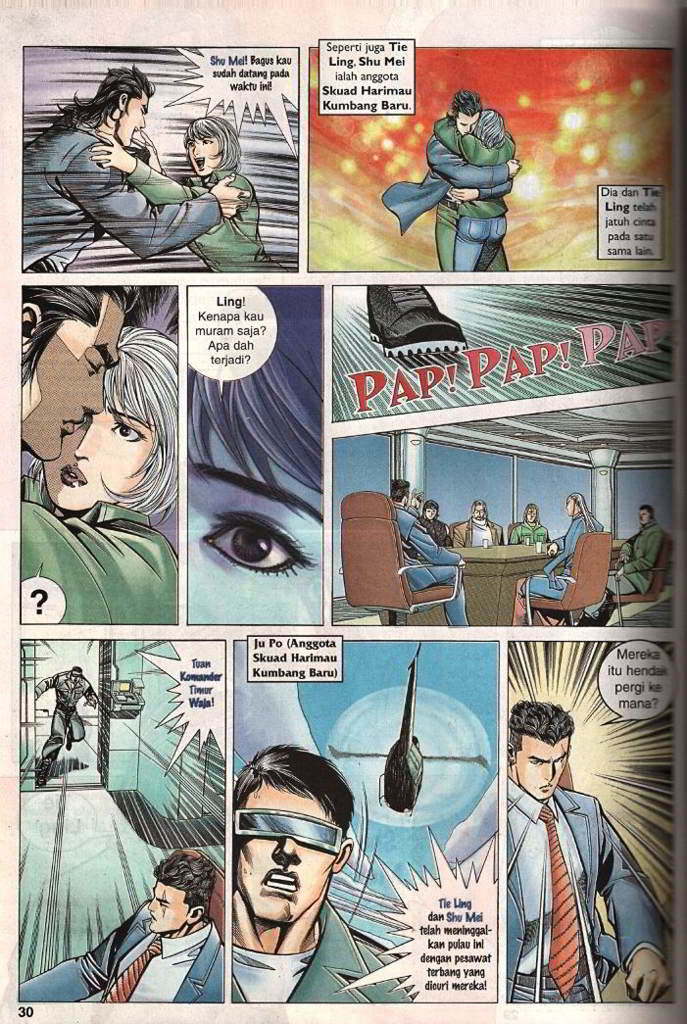 Shu Mei! Bagus kau
sudah datang pada
waktu ini!
Seperti juga Tie
Ling, Shu Mei
ialah anggota
Skuad Harimau
Kumbang Baru.
Dia dan Tie
Ling telah
jatuh cinta
pada satu
sama lain.
?
Ling!
Kenapa kau
muram saja?
Apa dah
terjadi?
PAP! PAP! PAP
Tuan
Komander
Timur
Waja!
Ju Po (Anggota
Skuad Harimau
Kumbang Baru)
Tie Ling
dan Shu Mei
telah meninggal-
kan pulau ini
dengan pesawat
terbang yang
dicuri mereka!
Mereka
itu hendak
pergi ke
mana?
30